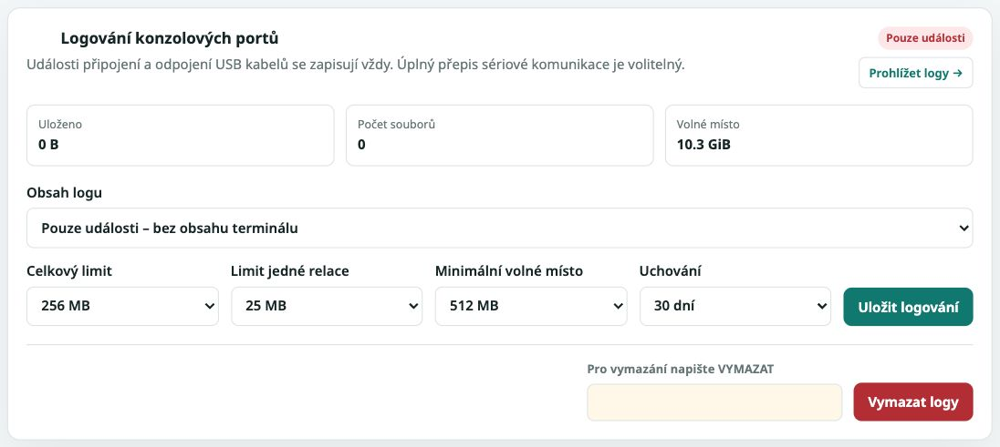 Logování konzolových portů
Pouze události
Události připojení a odpojení USB kabelů se zapisují vždy. Úplný přepis sériové komunikace je volitelný.
Prohlížet logy →
Uloženo
0 B
Počet souborů
0
Volné místo
10.3 GiB
Obsah logu
Pouze události – bez obsahu terminálu
Celkový limit
256 MB
Limit jedné relace
25 MB
Minimální volné místo
512 MB
Uchování
30 dní
Uložit logování
Pro vymazání napište VYMAZAT
Vymazat logy